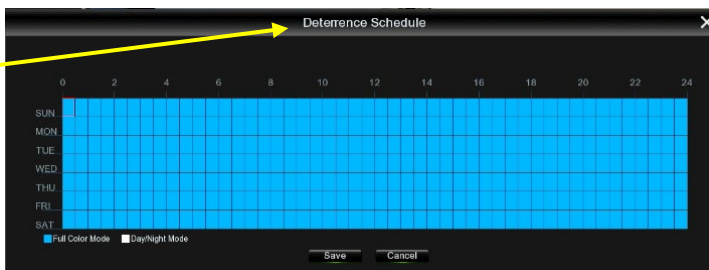 Deterrence Schedule X
0 2 4 6 8 10 12 14 16 18 20 22 24
SUN
MON
TUE
WED
THU
FRI
SAT
Full Color Mode Day/Night Mode
Save Cancel